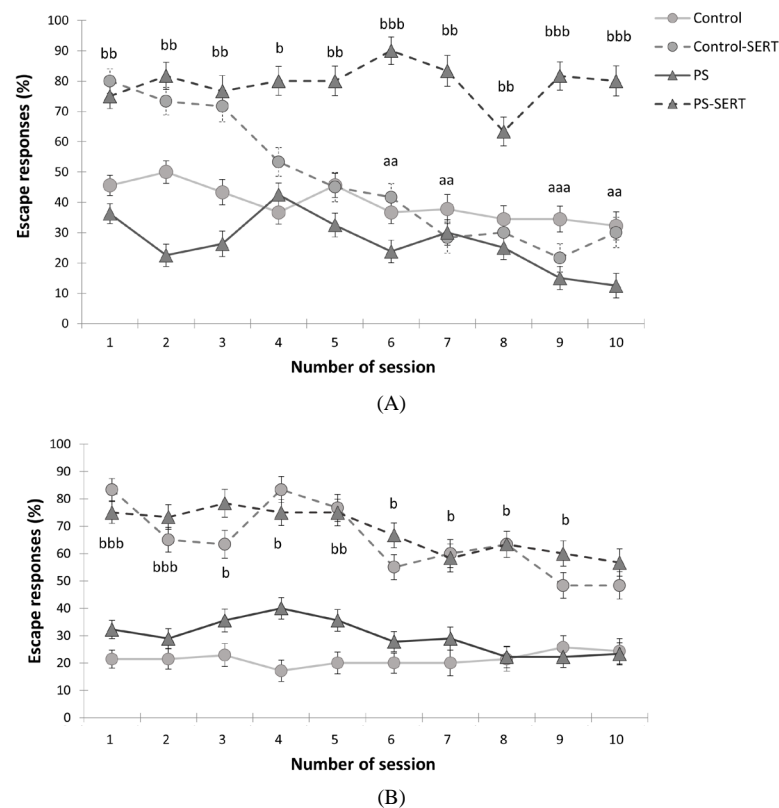 Control
Control-SERT
PS
PS-SERT
Escape responses (%)
100
90
80
70
60
50
40
30
20
10
0
bb bb bb b bb bbb bb bb bbb bbb
aa aa aaa aa
1 2 3 4 5 6 7 8 9 10
Number of session
(A)
Escape responses (%)
100
90
80
70
60
50
40
30
20
10
0
bbb bbb b b bb b b b b
1 2 3 4 5 6 7 8 9 10
Number of session
(B)